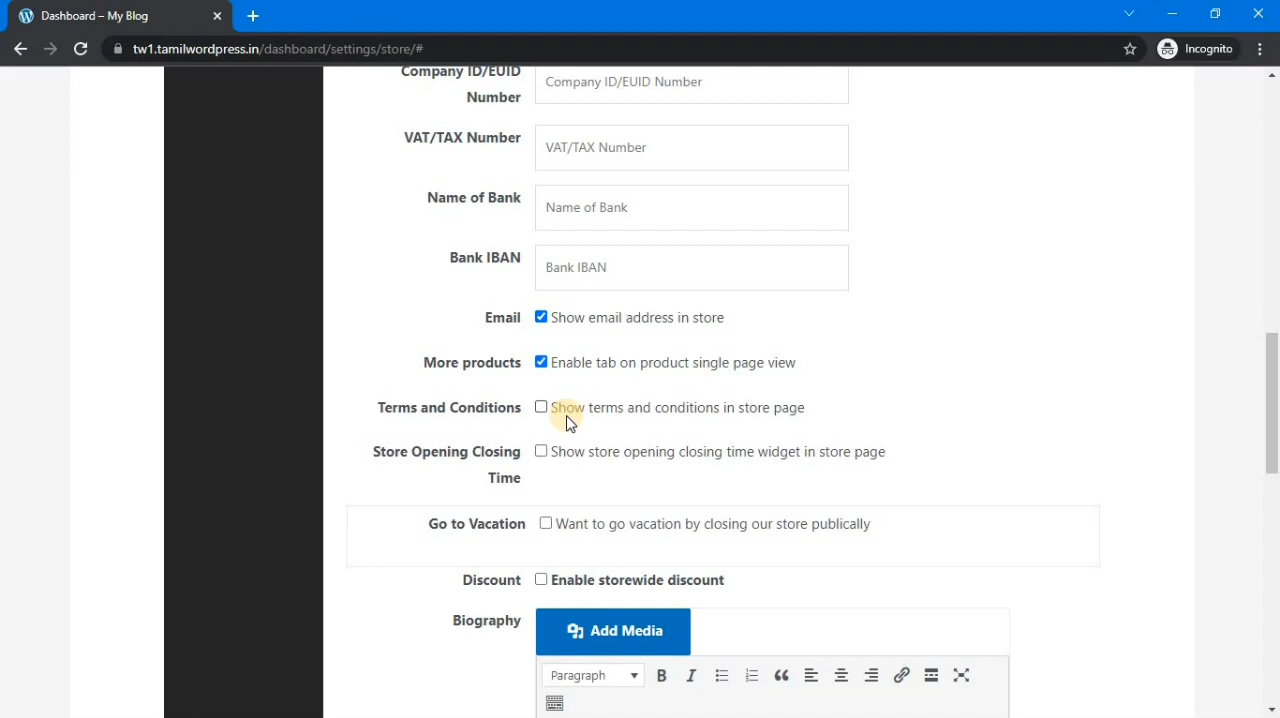 Dashboard – My Blog
tw1.tamilwordpress.in/dashboard/settings/store/#
Incognito
Company ID/EUID
Number
Company ID/EUID Number
VAT/TAX Number
VAT/TAX Number
Name of Bank
Name of Bank
Bank IBAN
Bank IBAN
Email
Show email address in store
More products
Enable tab on product single page view
Terms and Conditions
Show terms and conditions in store page
Store Opening Closing
Time
Show store opening closing time widget in store page
Go to Vacation
Want to go vacation by closing our store publically
Discount
Enable storewide discount
Biography
Add Media
Paragraph